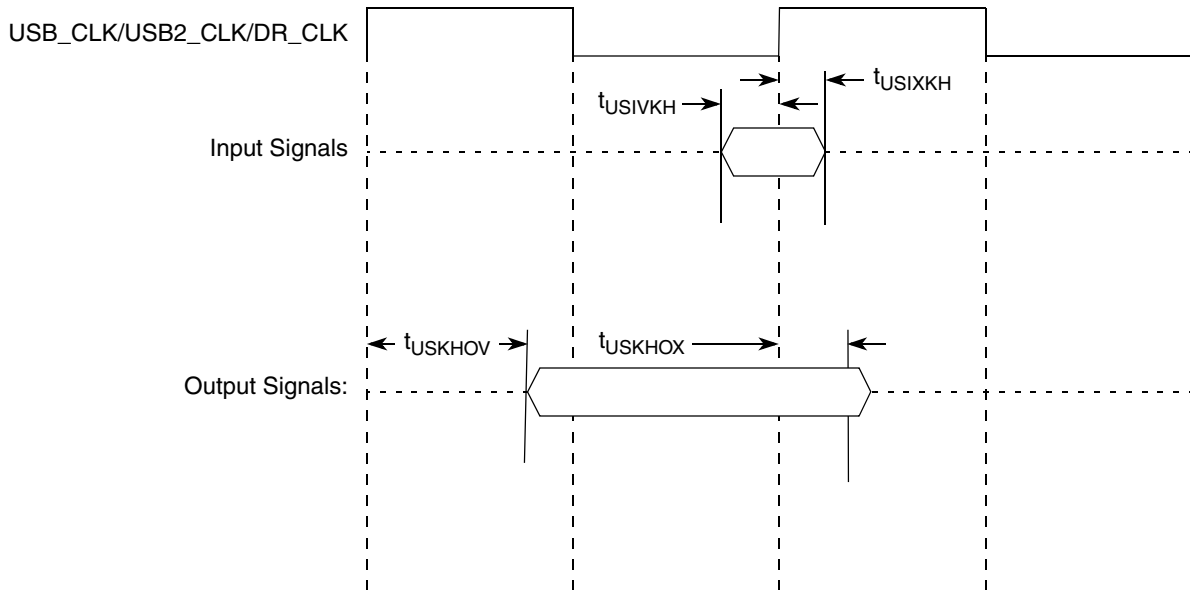 USB_CLK/USB2_CLK/DR_CLK
tUSIXKH
tUSIVKH
Input Signals
tUSKHOV
tUSKHOX
Output Signals: